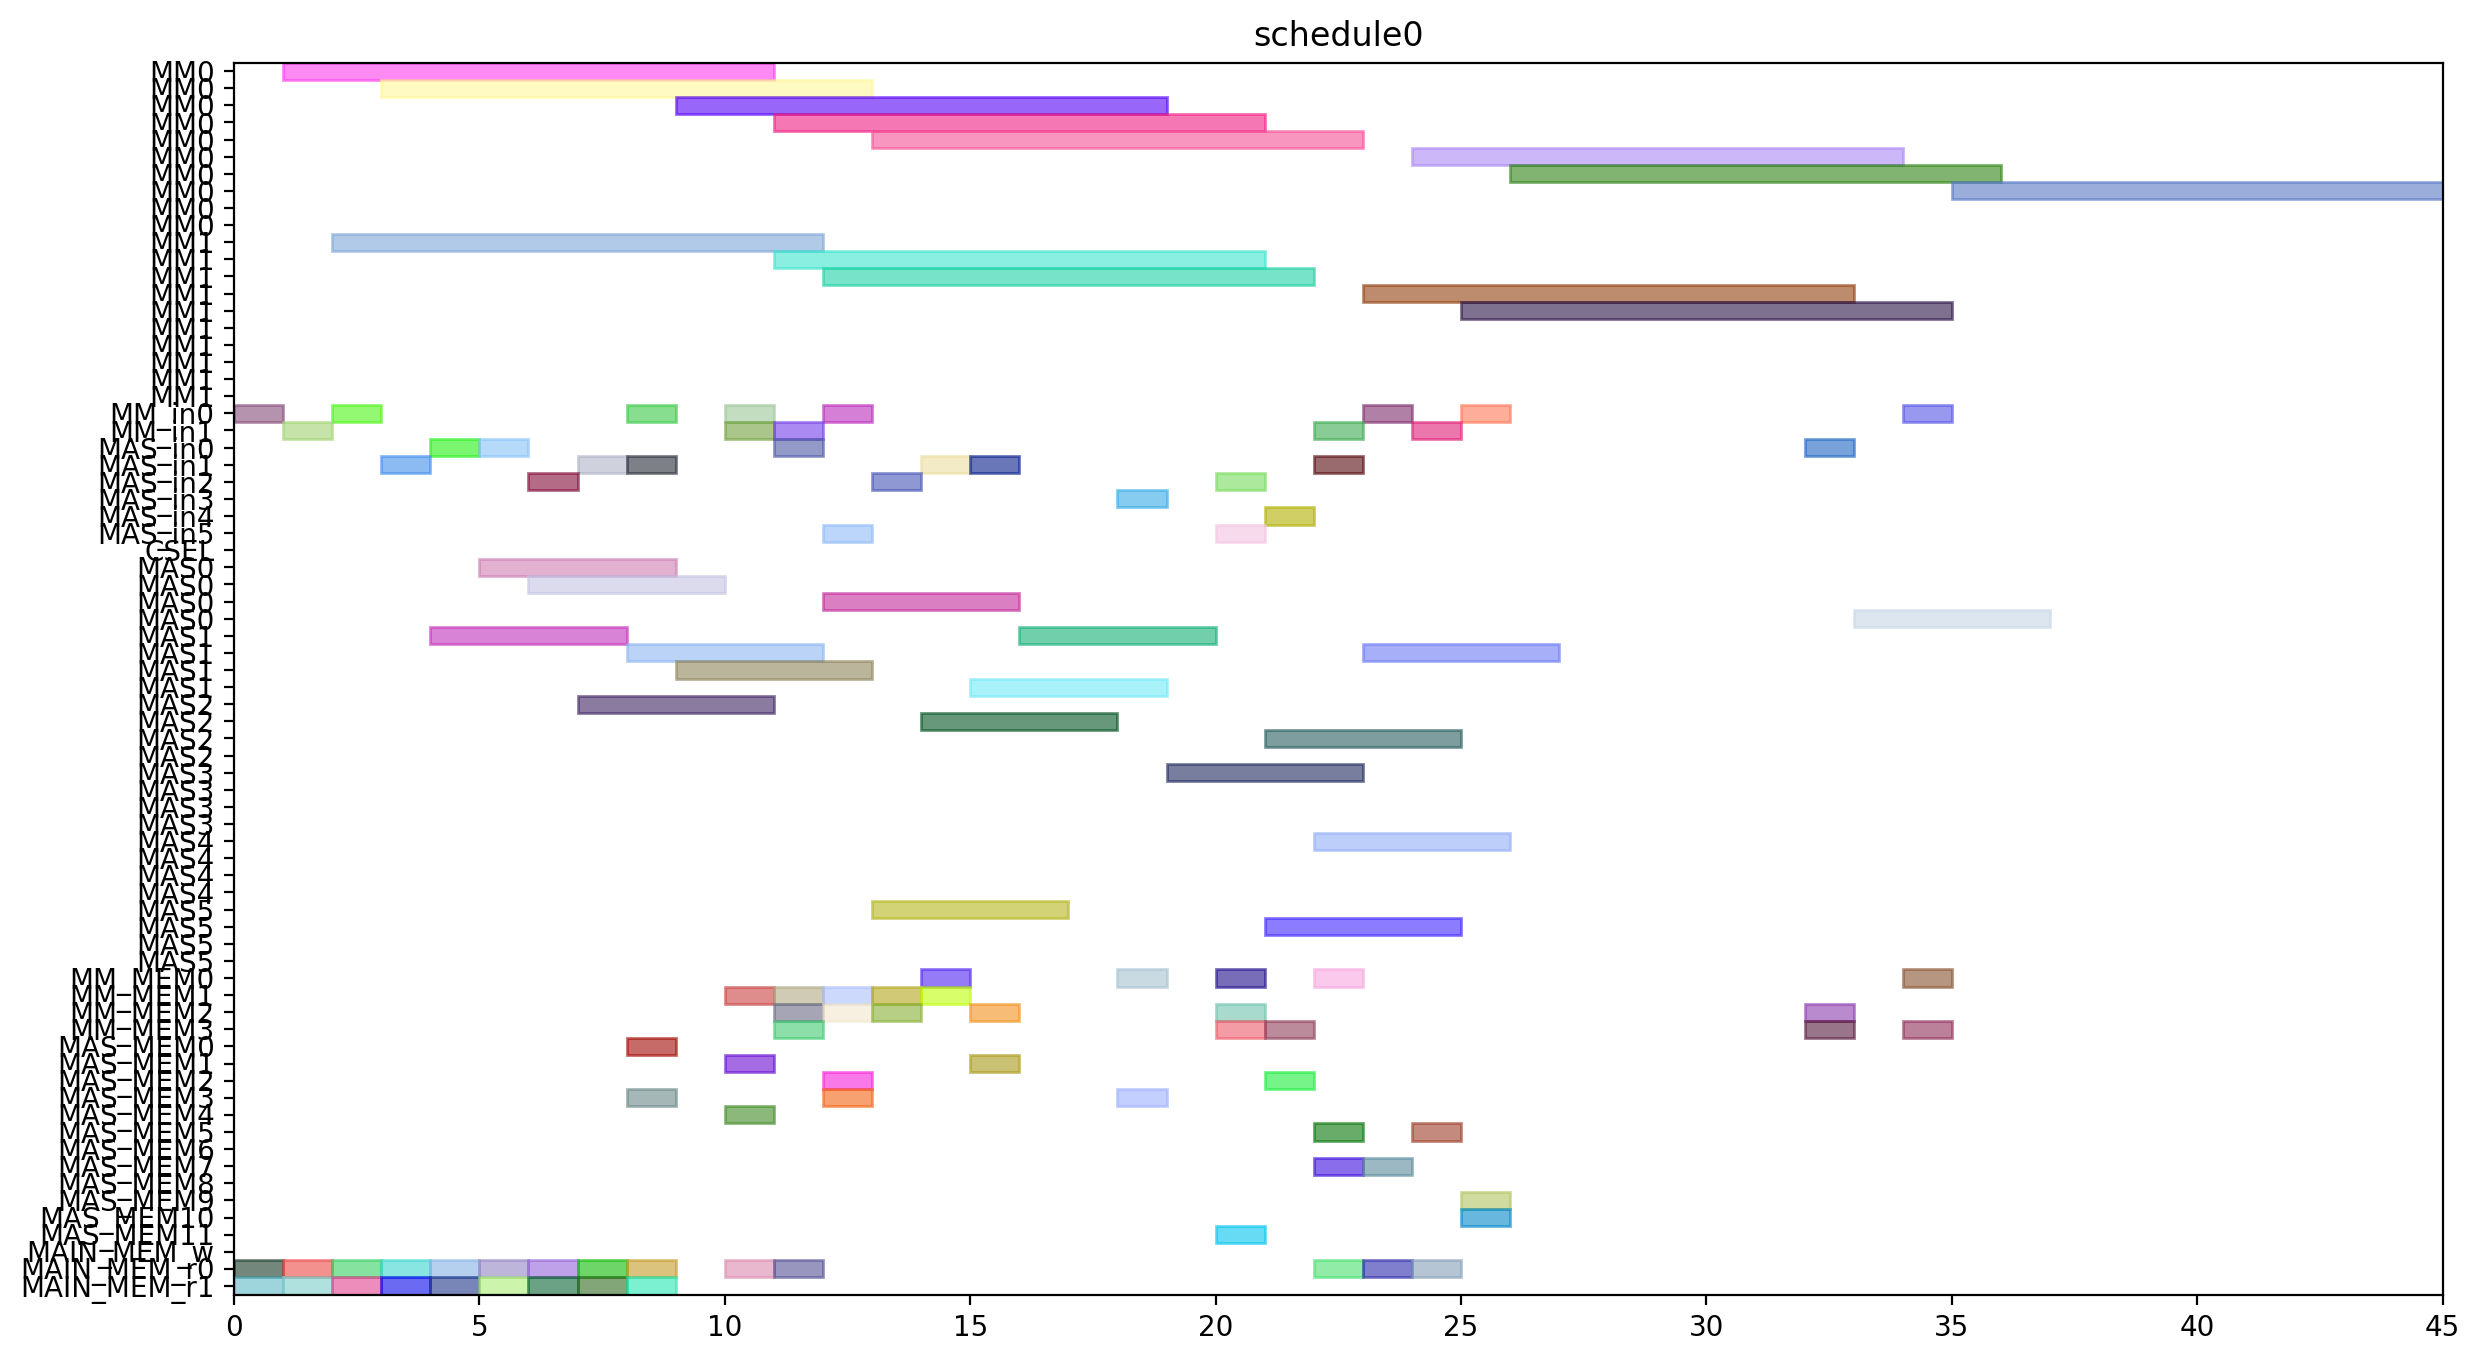 schedule0
MM0
MM0
MM0
MM0
MM0
MM0
MM0
MM0
MM0
MM0
MM1
MM1
MM1
MM1
MM1
MM1
MM1
MM1
MM1
MM1
MM_in0
MM_in1
MAS_in0
MAS_in1
MAS_in2
MAS_in3
MAS_in4
MAS_in5
CSEL
MAS0
MAS0
MAS0
MAS0
MAS1
MAS1
MAS1
MAS1
MAS2
MAS2
MAS2
MAS2
MAS3
MAS3
MAS3
MAS3
MAS4
MAS4
MAS4
MAS4
MAS5
MAS5
MAS5
MAS5
MM_MEM0
MM_MEM1
MM_MEM2
MM_MEM3
MAS_MEM0
MAS_MEM1
MAS_MEM2
MAS_MEM3
MAS_MEM4
MAS_MEM5
MAS_MEM6
MAS_MEM7
MAS_MEM8
MAS_MEM9
MAS_MEM10
MAS_MEM11
MAIN_MEM_w
MAIN_MEM_r0
MAIN_MEM_r1
0 5 10 15 20 25 30 35 40 45